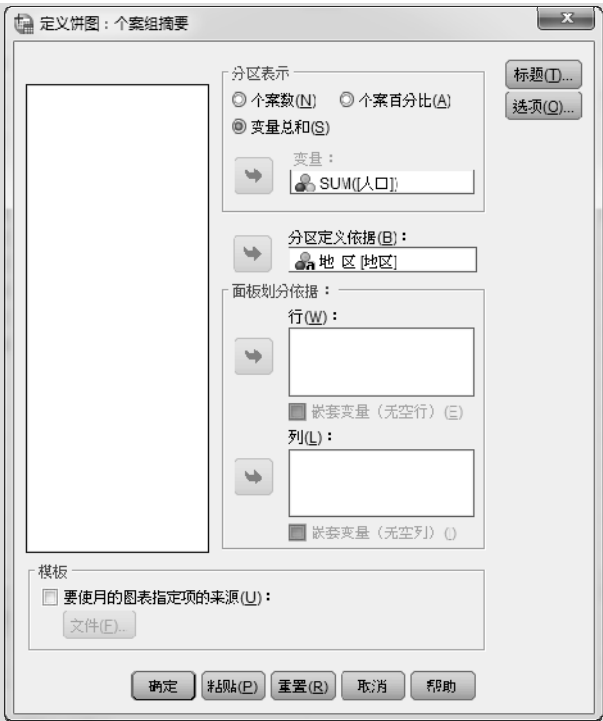 定义饼图：个案组摘要
x
分区表示
个案数(N)
个案百分比(A)
变量总和(S)
变量：
SUM([人口])
标题(T)...
选项(O)...
分区定义依据(B)：
地 区 [地区]
面板划分依据：
行(W)：
嵌套变量（无空行）(E)
列(L)：
嵌套变量（无空列）()
模板
要使用的图表指定项的来源(U)：
文件(F)...
确定
粘贴(P)
重置(R)
取消
帮助